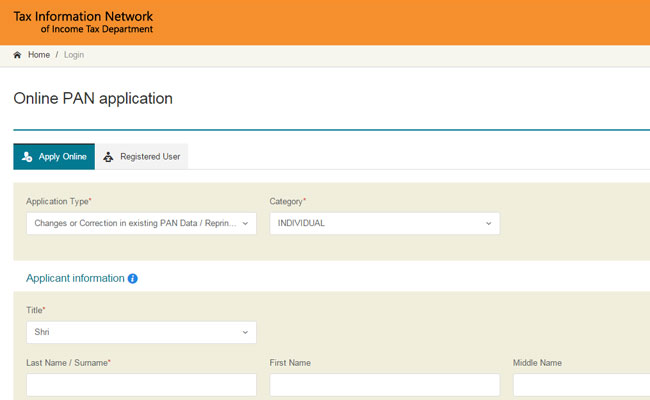 Tax Information Network
of Income Tax Department
Home / Login
Online PAN application
Apply Online Registered User
Application Type* Category*
Changes or Correction in existing PAN Data / Reprin... INDIVIDUAL
Applicant information i
Title*
Shri
Last Name / Surname* First Name Middle Name